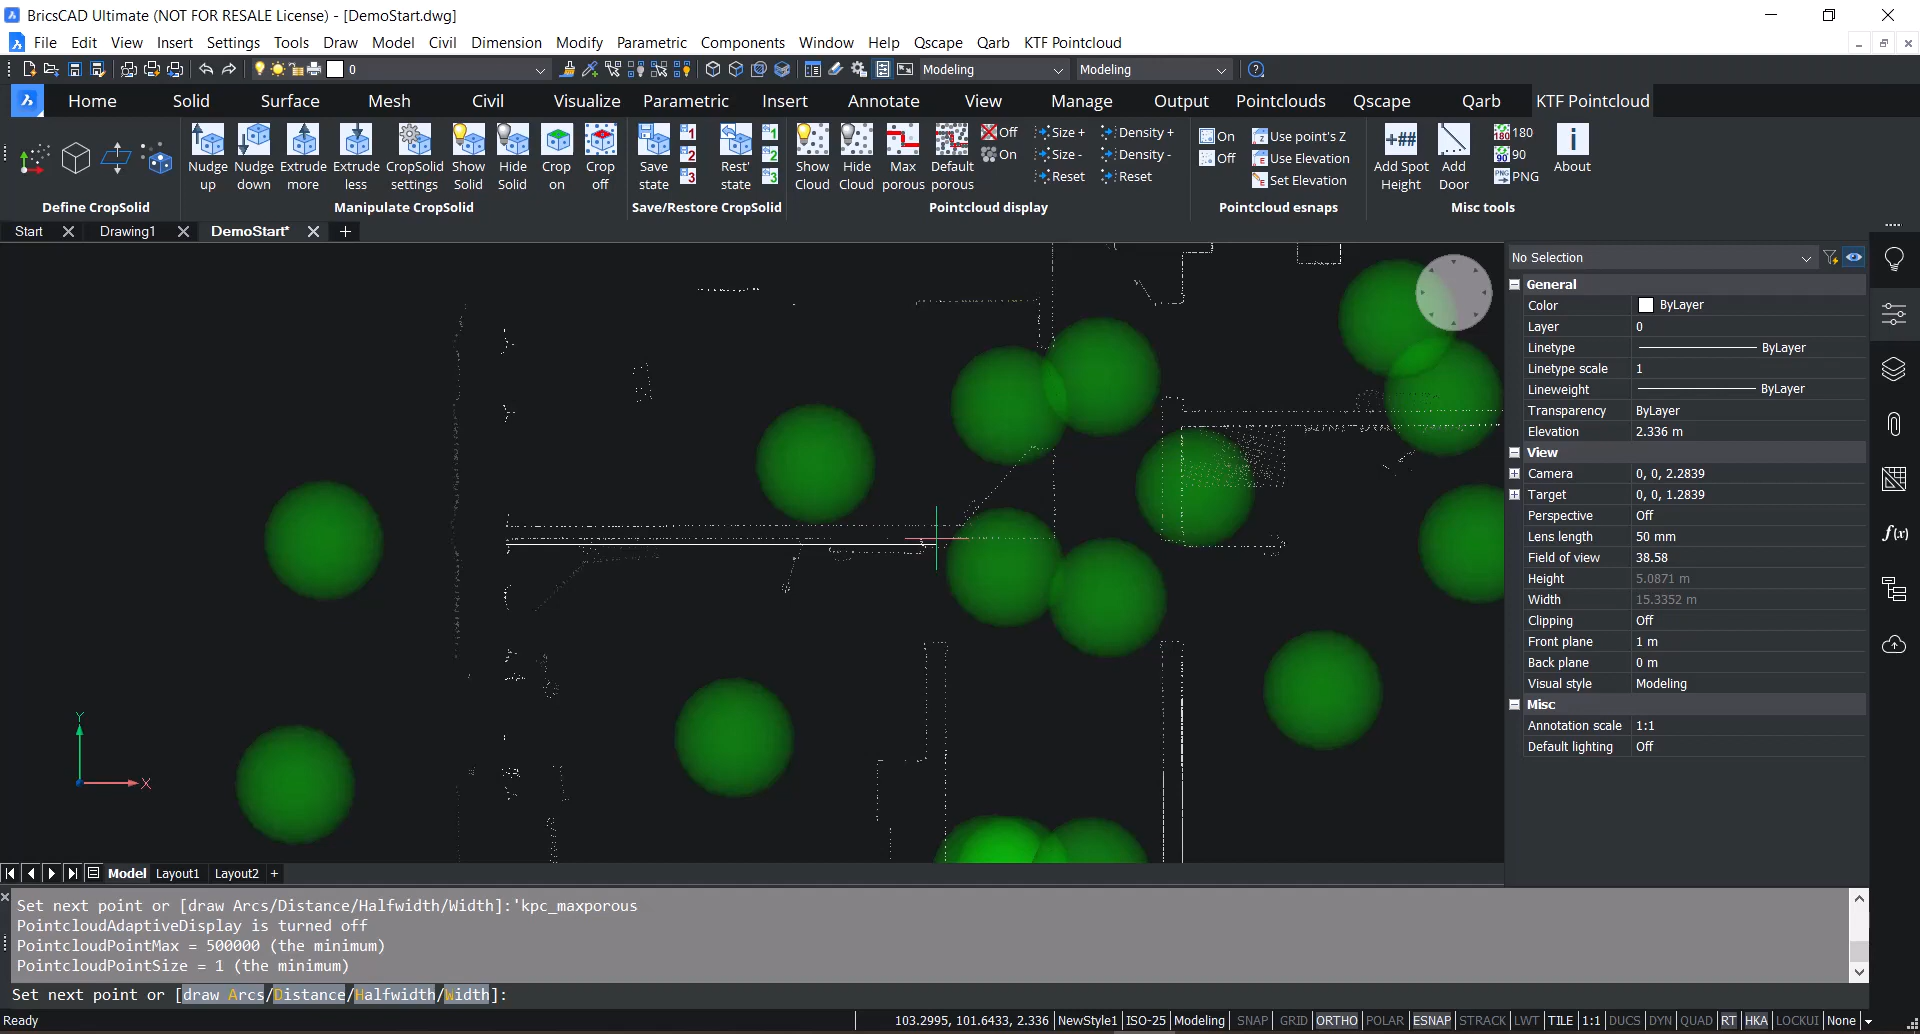 BricsCAD Ultimate (NOT FOR RESALE License) - [DemoStart.dwg]
File Edit View Insert Settings Tools Draw Model Civil Dimension Modify Parametric Components Window Help Qscape Qarb KTF Pointcloud
0 Modeling Modeling
Home Solid Surface Mesh Civil Visualize Parametric Insert Annotate View Manage Output Pointclouds Qscape Qarb KTF Pointcloud
Nudge up
Nudge down
Extrude more
Extrude less
CropSolid settings
Show Solid
Hide Solid
Crop on
Crop off
Save state
1
2
3
Rest' state
1
2
3
Show Cloud
Hide Cloud
Max porous
Default porous
Off
On
Size +
Size -
Reset
Density +
Density -
Reset
On
Off
Use point's Z
Use Elevation
Set Elevation
+## Add Spot Height
Add Door
180 180
90 90
PNG PNG
i About
Define CropSolid Manipulate CropSolid Save/Restore CropSolid Pointcloud display Pointcloud esnaps Misc tools
Start Drawing1 DemoStart* +
No Selection
General
Color ByLayer
Layer 0
Linetype ByLayer
Linetype scale 1
Lineweight ByLayer
Transparency ByLayer
Elevation 2.336 m
View
Camera 0, 0, 2.2839
Target 0, 0, 1.2839
Perspective Off
Lens length 50 mm
Field of view 38.58
Height 5.0871 m
Width 15.3352 m
Clipping Off
Front plane 1 m
Back plane 0 m
Visual style Modeling
Misc
Annotation scale 1:1
Default lighting Off
f(x)
Y
X
Model Layout1 Layout2 +
Set next point or [draw Arcs/Distance/Halfwidth/Width]:'kpc_maxporous
PointcloudAdaptiveDisplay is turned off
PointcloudPointMax = 500000 (the minimum)
PointcloudPointSize = 1 (the minimum)
Set next point or [draw Arcs/Distance/Halfwidth/Width]:
Ready 103.2995, 101.6433, 2.336 NewStyle1 ISO-25 Modeling SNAP GRID ORTHO POLAR ESNAP STRACK LWT TILE 1:1 DUCS DYN QUAD RT HKA LOCKUI None